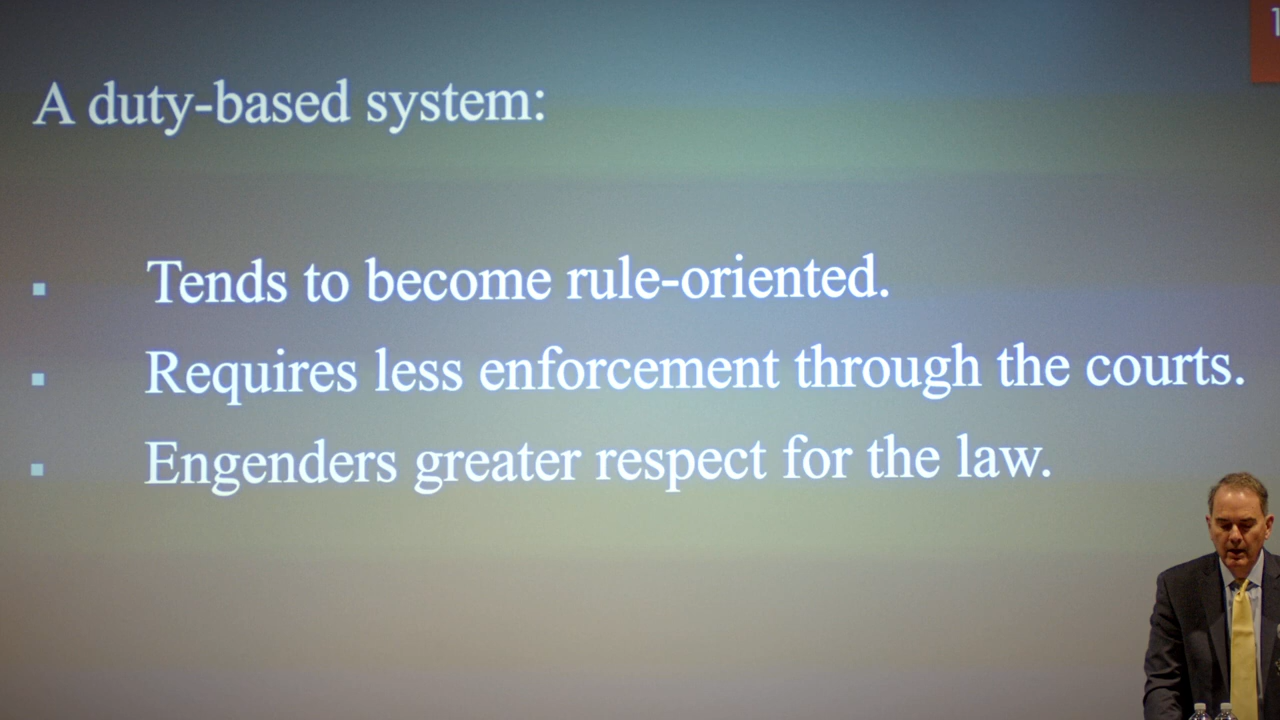 A duty-based system:
▪ Tends to become rule-oriented.
▪ Requires less enforcement through the courts.
▪ Engenders greater respect for the law.